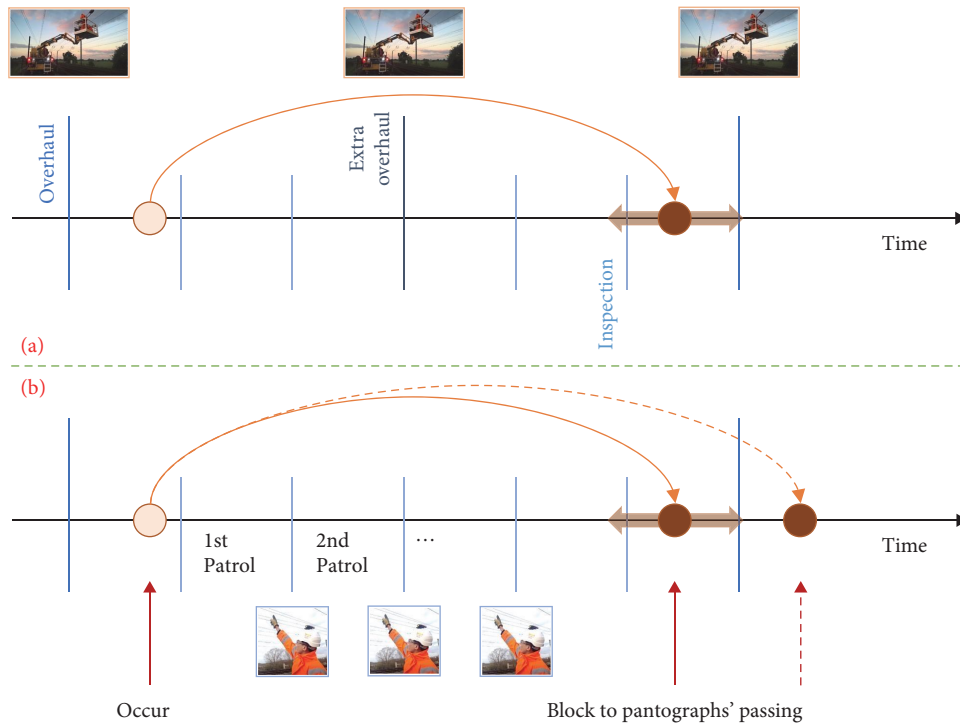 Overhaul
Extra
overhaul
Time
Inspection
(a)
(b)
1st
Patrol
2nd
Patrol
...
Time
Occur
Block to pantographs’ passing